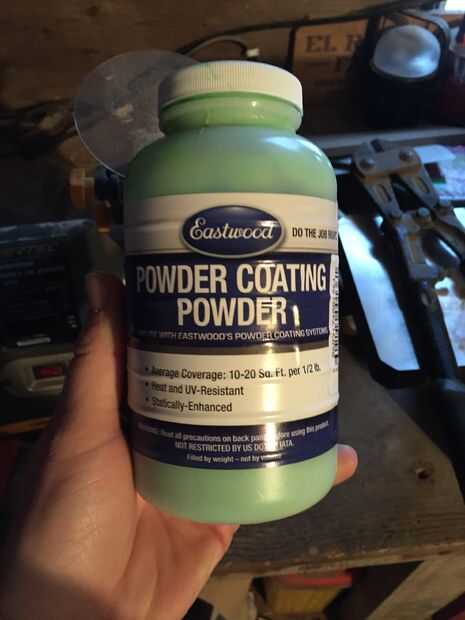 EL R
Eastwood
DO THE JOB RIGHT
POWDER COATING
POWDER
WITH EASTWOOD'S POWDER COATING SYSTEMS
• Average Coverage: 10-20 Sq. Ft. per 1/2 lb.
• Heat and UV-Resistant
• Statically-Enhanced
WARNING: Read all precautions on back panel before using this product.
NOT RESTRICTED BY US DOT IATA.
Filled by weight – not by volume